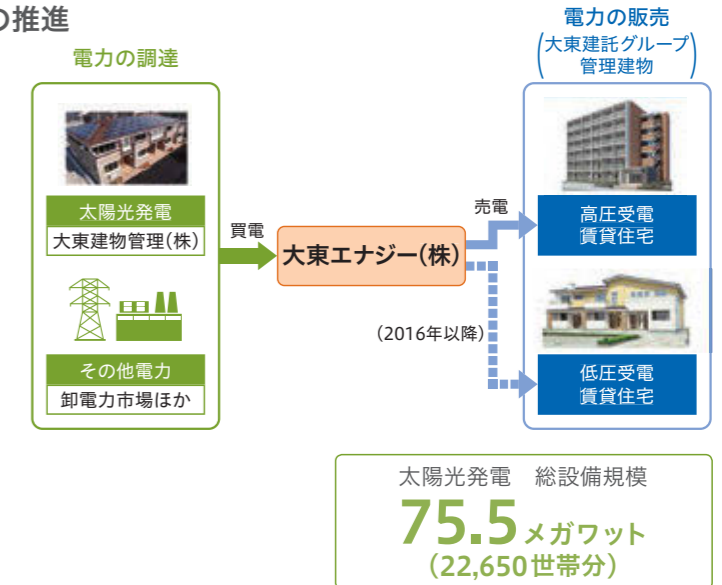 の推進
電力の調達
太陽光発電
大東建物管理(株)
その他電力
卸電力市場ほか
買電
大東エナジー(株)
売電
(2016年以降)
電力の販売
(大東建託グループ
管理建物)
高圧受電
賃貸住宅
低圧受電
賃貸住宅
太陽光発電 総設備規模
75.5メガワット
(22,650世帯分)